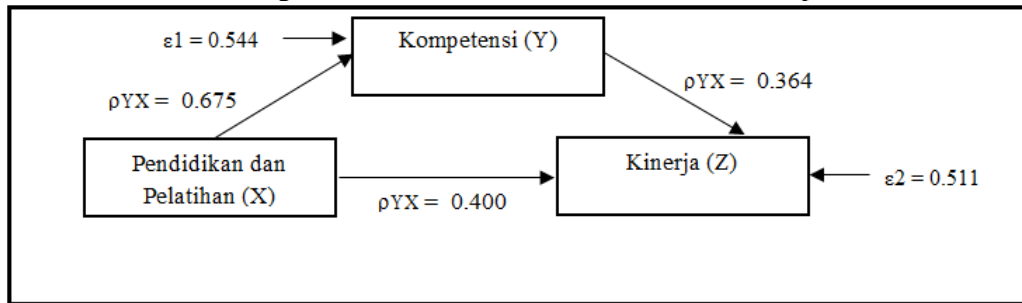 ε1 = 0.544
Kompetensi (Y)
ρYX = 0.675
ρYX = 0.364
Pendidikan dan
Pelatihan (X)
Kinerja (Z)
ε2 = 0.511
ρYX = 0.400